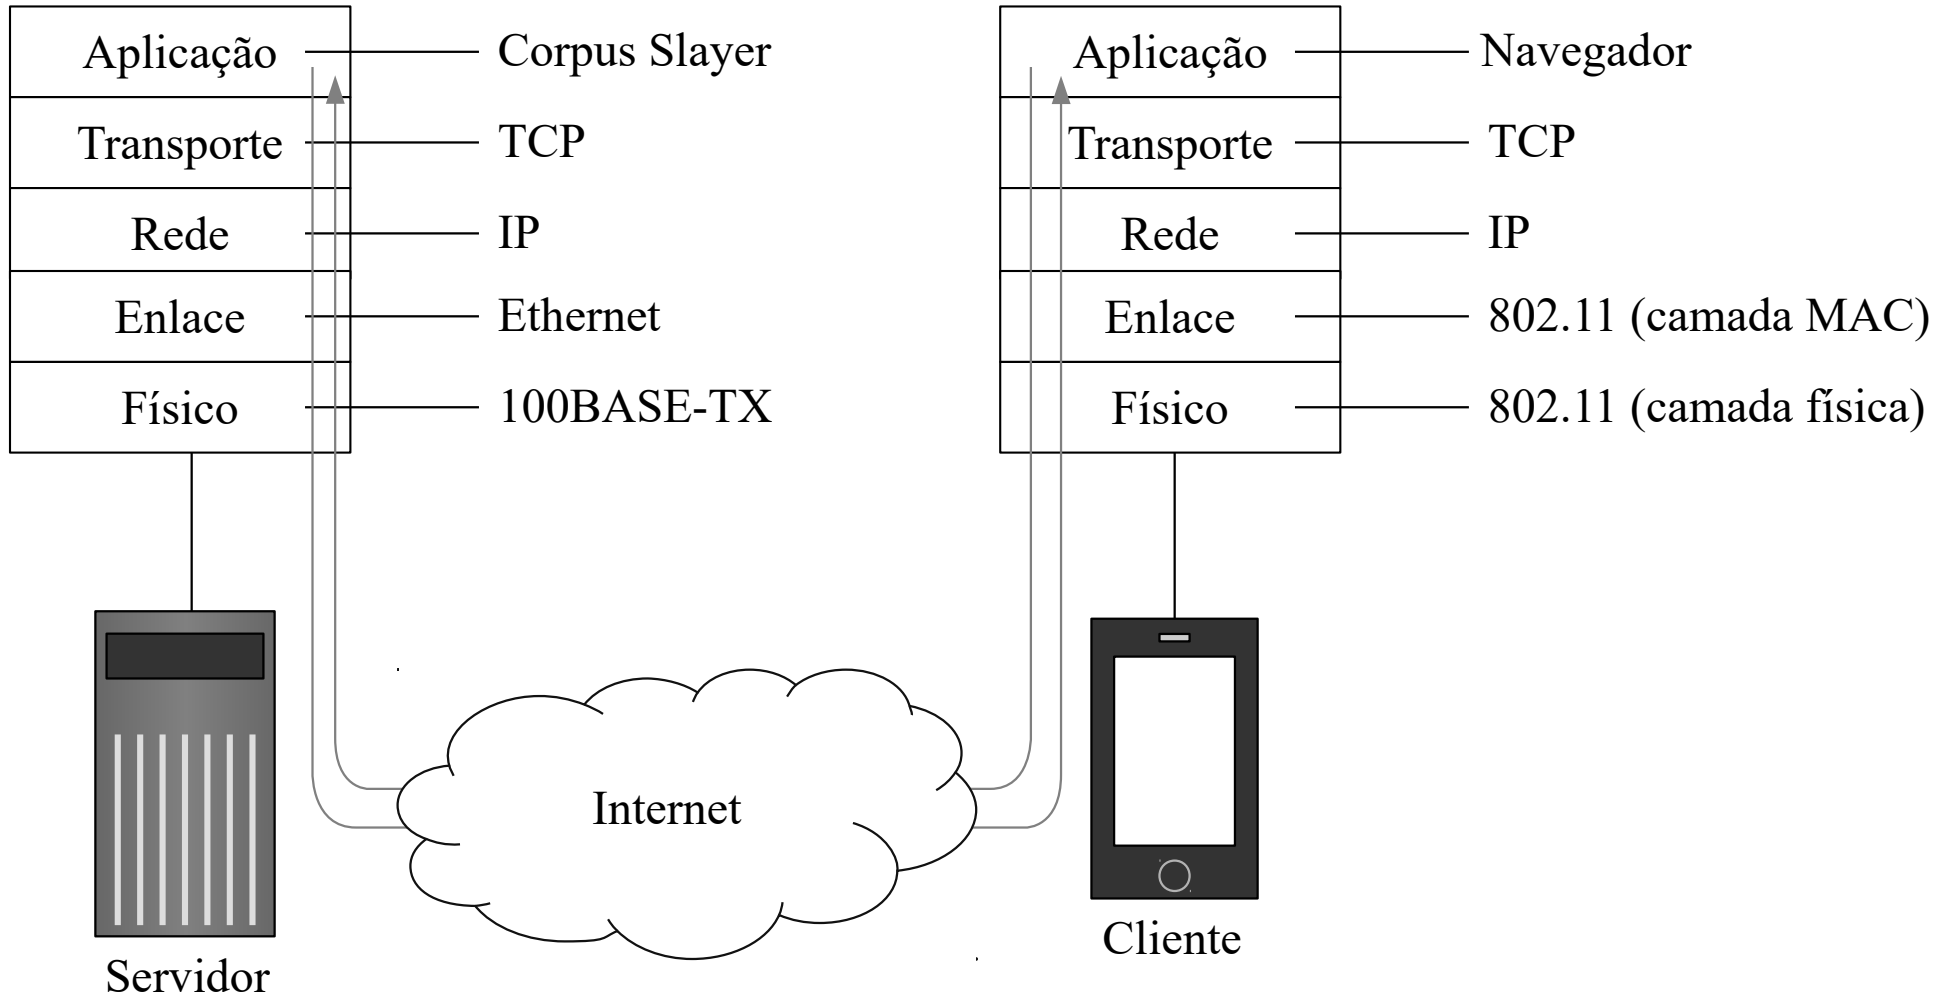 Aplicação Corpus Slayer
Transporte TCP
Rede IP
Enlace Ethernet
Físico 100BASE-TX
Servidor
Internet
Aplicação Navegador
Transporte TCP
Rede IP
Enlace 802.11 (camada MAC)
Físico 802.11 (camada física)
Cliente